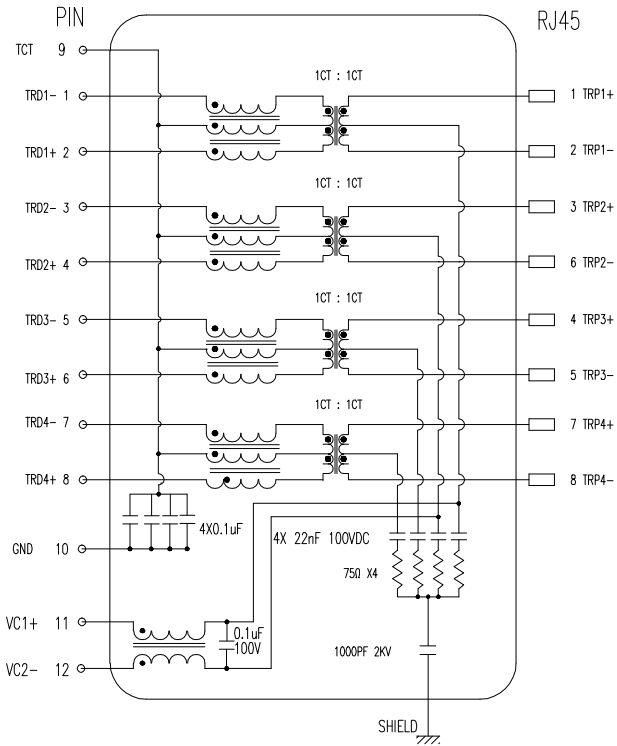 PIN
RJ45
TCT 9
1CT : 1CT
TRD1- 1
1 TRP1+
TRD1+ 2
2 TRP1-
1CT : 1CT
TRD2- 3
3 TRP2+
TRD2+ 4
6 TRP2-
1CT : 1CT
TRD3- 5
4 TRP3+
TRD3+ 6
5 TRP3-
1CT : 1CT
TRD4- 7
7 TRP4+
TRD4+ 8
8 TRP4-
4X0.1uF
4X 22nF 100VDC
GND 10
75Ω X4
VC1+ 11
0.1uF
100V
1000PF 2KV
VC2- 12
SHIELD